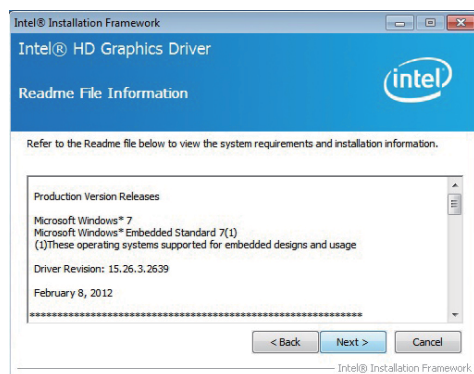 Intel® Installation Framework
Intel® HD Graphics Driver
Readme File Information
intel
Refer to the Readme file below to view the system requirements and installation information.
Production Version Releases
Microsoft Windows* 7
Microsoft Windows* Embedded Standard 7(1)
(1)These operating systems supported for embedded designs and usage
Driver Revision: 15.26.3.2639
February 8, 2012
************************************************************
< Back Next > Cancel
Intel® Installation Framework